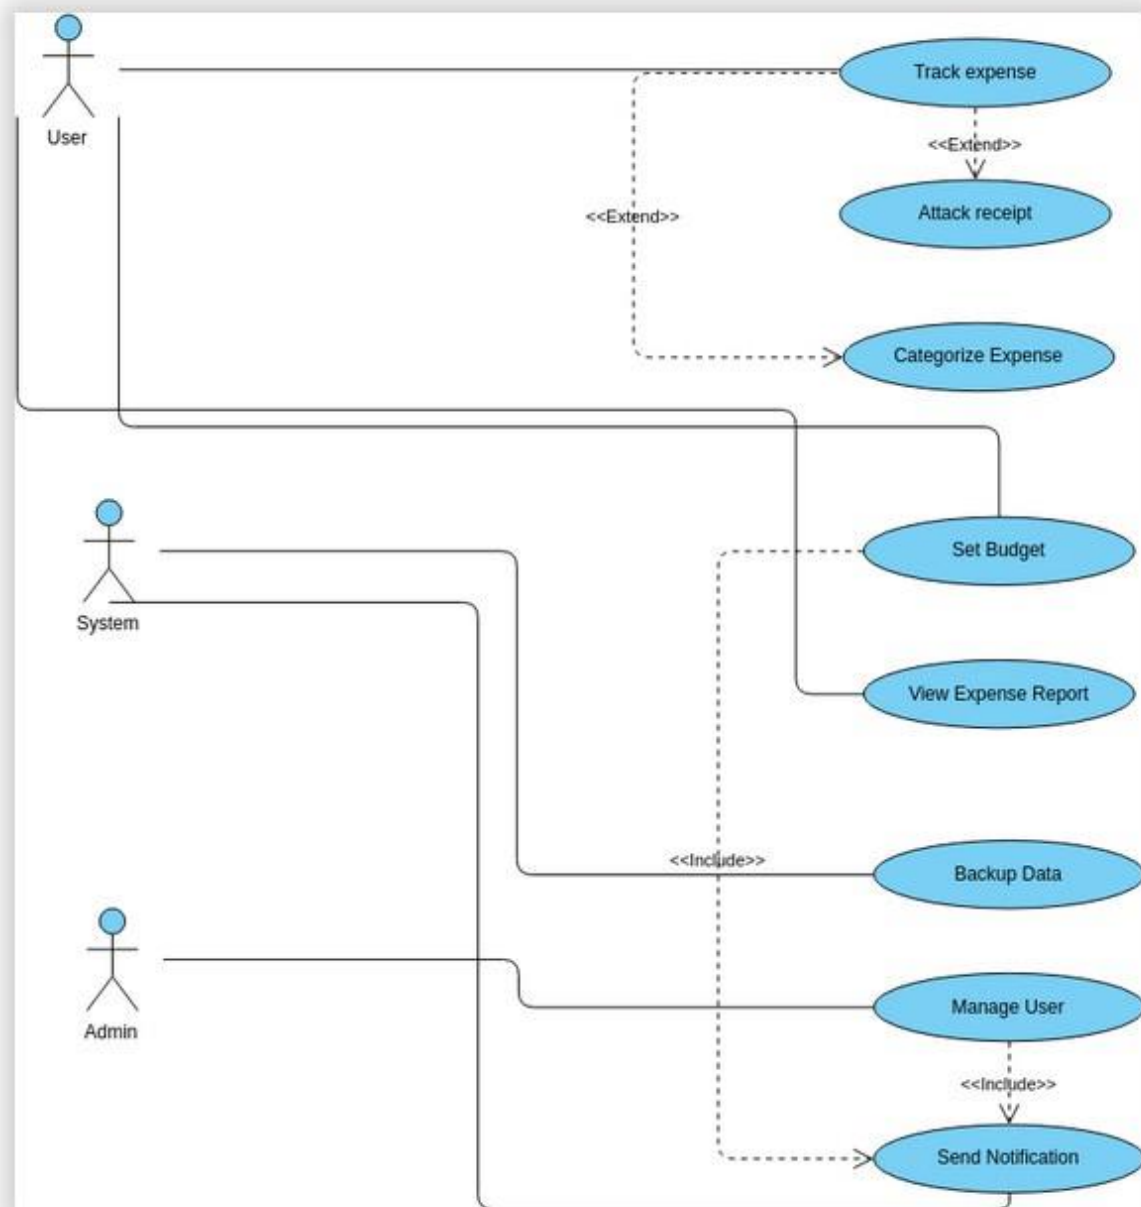 User
Track expense
<<Extend>>
Attack receipt
<<Extend>>
Categorize Expense
System
Set Budget
View Expense Report
<<Include>>
Backup Data
Admin
Manage User
<<Include>>
Send Notification